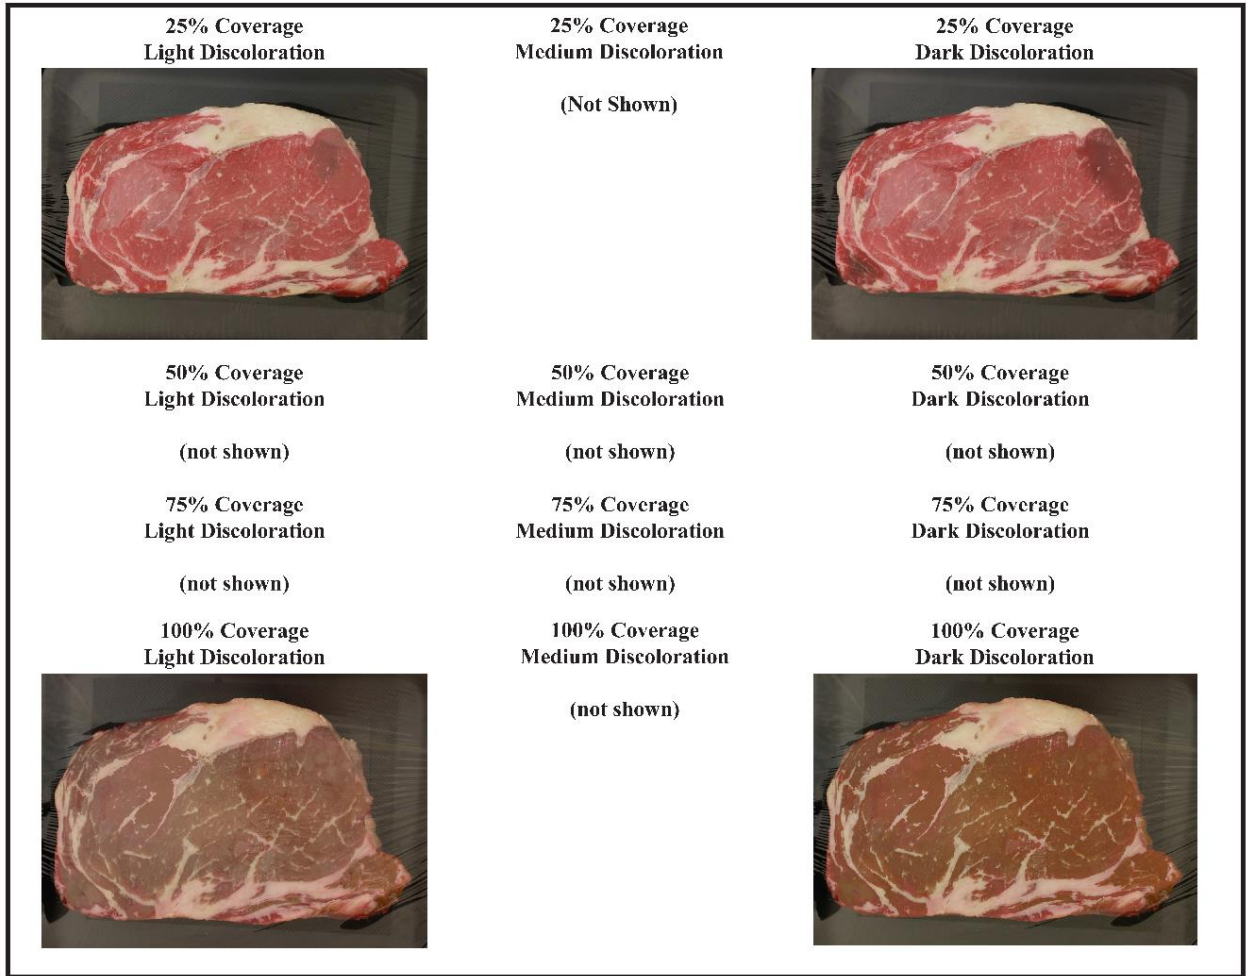 25% Coverage
Light Discoloration
25% Coverage
Medium Discoloration
(Not Shown)
25% Coverage
Dark Discoloration
50% Coverage
Light Discoloration
(not shown)
50% Coverage
Medium Discoloration
(not shown)
50% Coverage
Dark Discoloration
(not shown)
75% Coverage
Light Discoloration
(not shown)
75% Coverage
Medium Discoloration
(not shown)
75% Coverage
Dark Discoloration
(not shown)
100% Coverage
Light Discoloration
100% Coverage
Medium Discoloration
(not shown)
100% Coverage
Dark Discoloration